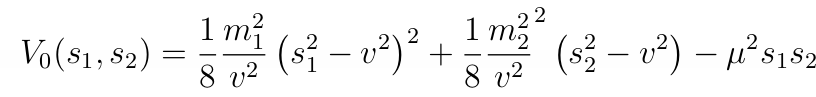 V_0(s_1, s_2) = \frac{1}{8} \frac{m_1^2}{v^2} \left( s_1^2 - v^2 \right)^2 + \frac{1}{8} \frac{m_2^2}{v^2}^2 \left( s_2^2 - v^2 \right) - \mu^2 s_1 s_2